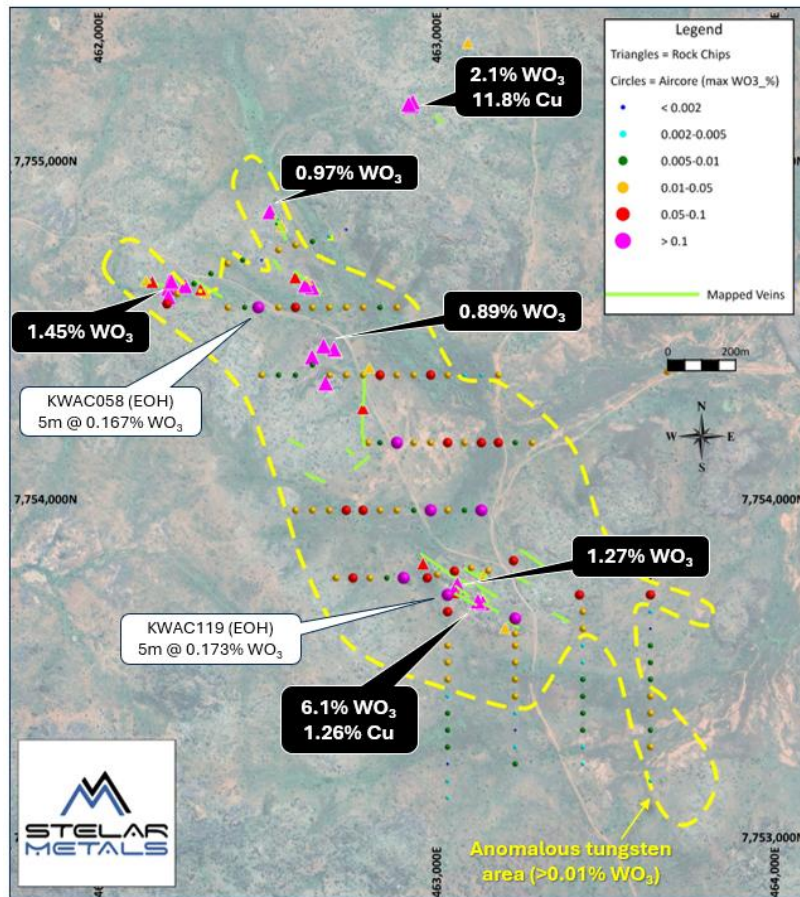 462,000
463,000
Legend
Triangles = Rock Chips
Circles = Aircore (max WO3_%)
< 0.002
0.002-0.005
0.005-0.01
0.01-0.05
0.05-0.1
> 0.1
Mapped Veins
2.1% WO₃
11.8% Cu
7,755,000N
0.97% WO₃
1.45% WO₃
0.89% WO₃
KWAC058 (EOH)
5m @ 0.167% WO₃
0 200m
N
W E
S
7,754,000N
7,754,000N
1.27% WO₃
KWAC119 (EOH)
5m @ 0.173% WO₃
6.1% WO₃
1.26% Cu
STELAR
METALS
7,753,000N
Anomalous tungsten
area (>0.01% WO₃)
463,000E
464,000E